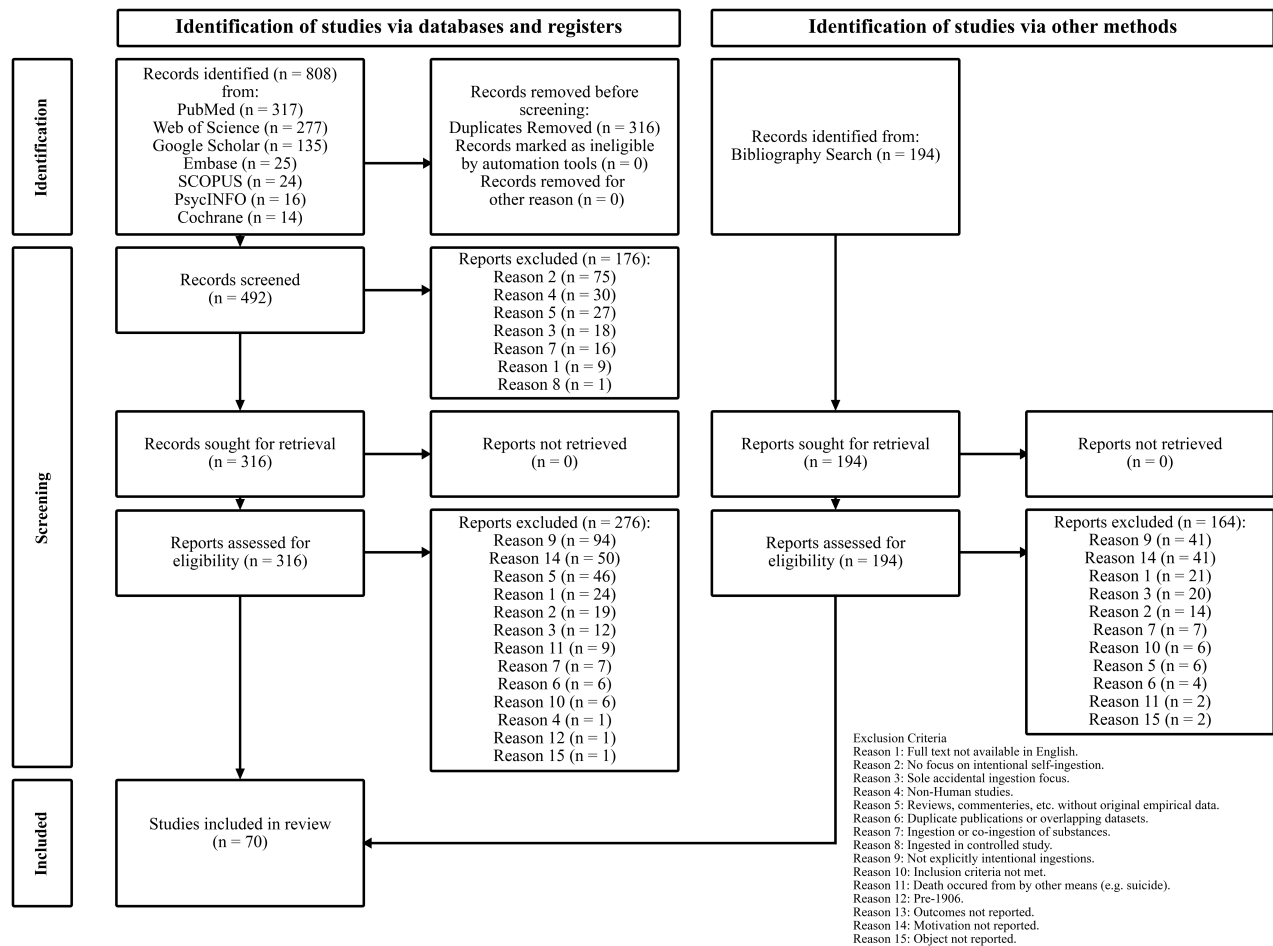 Identification of studies via databases and registers
Identification of studies via other methods
Identification
Records identified (n = 808)
from:
PubMed (n = 317)
Web of Science (n = 277)
Google Scholar (n = 135)
Embase (n = 25)
SCOPUS (n = 24)
PsycINFO (n = 16)
Cochrane (n = 14)
Records removed before
screening:
Duplicates Removed (n = 316)
Records marked as ineligible
by automation tools (n = 0)
Records removed for
other reason (n = 0)
Records identified from:
Bibliography Search (n = 194)
Screening
Records screened
(n = 492)
Reports excluded (n = 176):
Reason 2 (n = 75)
Reason 4 (n = 30)
Reason 5 (n = 27)
Reason 3 (n = 18)
Reason 7 (n = 16)
Reason 1 (n = 9)
Reason 8 (n = 1)
Records sought for retrieval
(n = 316)
Reports not retrieved
(n = 0)
Reports sought for retrieval
(n = 194)
Reports not retrieved
(n = 0)
Reports assessed for
eligibility (n = 316)
Reports excluded (n = 276):
Reason 9 (n = 94)
Reason 14 (n = 50)
Reason 5 (n = 46)
Reason 1 (n = 24)
Reason 2 (n = 19)
Reason 3 (n = 12)
Reason 11 (n = 9)
Reason 7 (n = 7)
Reason 6 (n = 6)
Reason 10 (n = 6)
Reason 4 (n = 1)
Reason 12 (n = 1)
Reason 15 (n = 1)
Reports assessed for
eligibility (n = 194)
Reports excluded (n = 164):
Reason 9 (n = 41)
Reason 14 (n = 41)
Reason 1 (n = 21)
Reason 3 (n = 20)
Reason 2 (n = 14)
Reason 7 (n = 7)
Reason 10 (n = 6)
Reason 5 (n = 6)
Reason 6 (n = 4)
Reason 11 (n = 2)
Reason 15 (n = 2)
Included
Studies included in review
(n = 70)
Exclusion Criteria
Reason 1: Full text not available in English.
Reason 2: No focus on intentional self-ingestion.
Reason 3: Sole accidental ingestion focus.
Reason 4: Non-Human studies.
Reason 5: Reviews, commenteries, etc. without original empirical data.
Reason 6: Duplicate publications or overlapping datasets.
Reason 7: Ingestion or co-ingestion of substances.
Reason 8: Ingested in controlled study.
Reason 9: Not explicitly intentional ingestions.
Reason 10: Inclusion criteria not met.
Reason 11: Death occured from by other means (e.g. suicide).
Reason 12: Pre-1906.
Reason 13: Outcomes not reported.
Reason 14: Motivation not reported.
Reason 15: Object not reported.